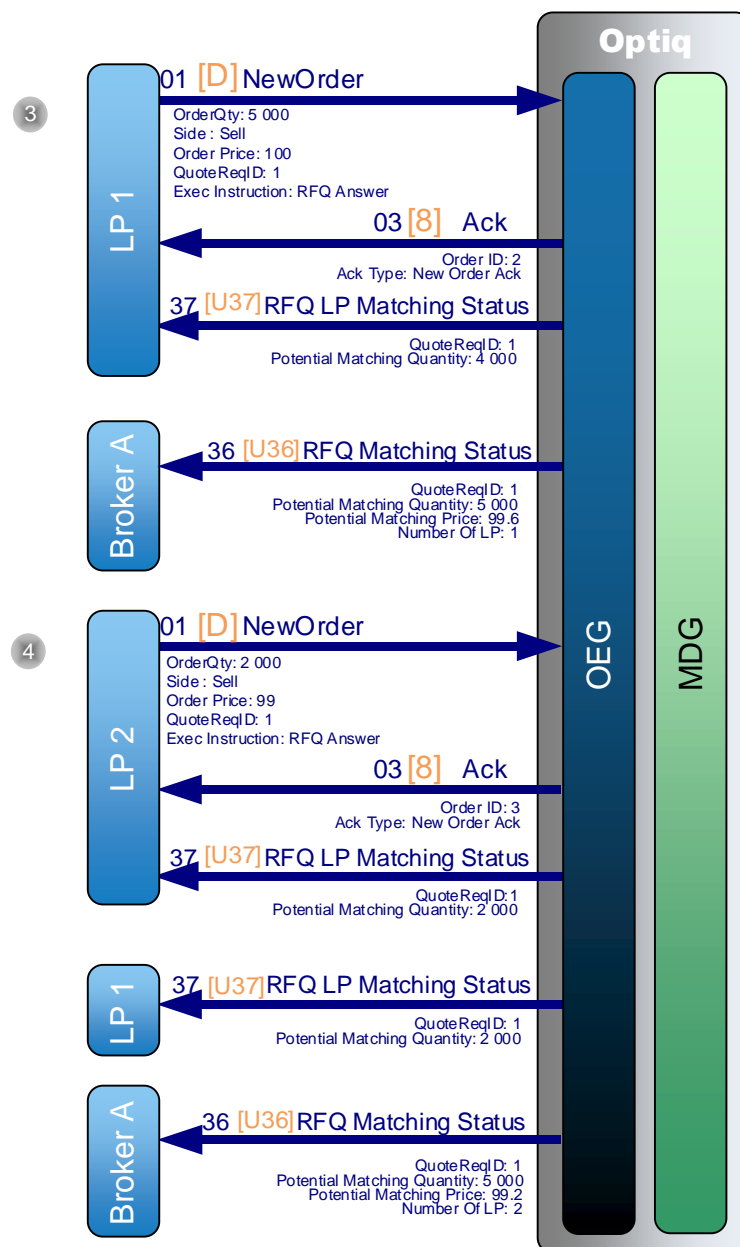 Optiq
3
LP 1
01 [D] NewOrder
OrderQty: 5 000
Side : Sell
Order Price: 100
QuoteReqID: 1
Exec Instruction: RFQ Answer
03 [8] Ack
Order ID: 2
Ack Type: New Order Ack
37 [U37] RFQ LP Matching Status
QuoteReqID: 1
Potential Matching Quantity: 4 000
Broker A
36 [U36] RFQ Matching Status
QuoteReqID: 1
Potential Matching Quantity: 5 000
Potential Matching Price: 99.6
Number Of LP: 1
OEG
MDG
4
LP 2
01 [D] NewOrder
OrderQty: 2 000
Side : Sell
Order Price: 99
QuoteReqID: 1
Exec Instruction: RFQ Answer
03 [8] Ack
Order ID: 3
Ack Type: New Order Ack
37 [U37] RFQ LP Matching Status
QuoteReqID:1
Potential Matching Quantity: 2 000
LP 1
37 [U37] RFQ LP Matching Status
QuoteReqID: 1
Potential Matching Quantity: 2 000
Broker A
36 [U36] RFQ Matching Status
QuoteReqID: 1
Potential Matching Quantity: 5 000
Potential Matching Price: 99.2
Number Of LP: 2